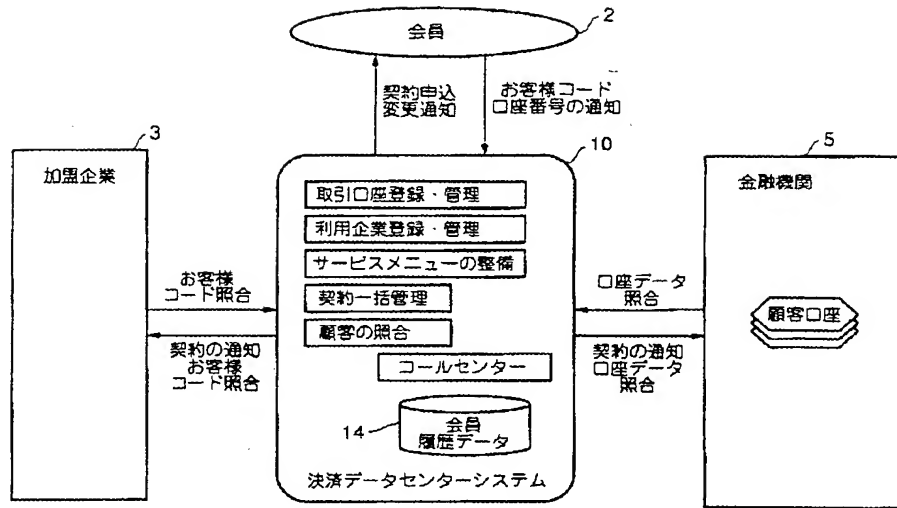 会員
2
契約申込
変更通知
お客様コード
口座番号の通知
3
加盟企業
10
5
金融機関
取引口座登録・管理
利用企業登録・管理
サービスメニューの整備
契約一括管理
顧客の照合
コールセンター
お客様
コード照合
契約の通知
お客様
コード照合
口座データ
照合
契約の通知
口座データ
照合
顧客口座
14
会員
履歴データ
決済データセンターシステム